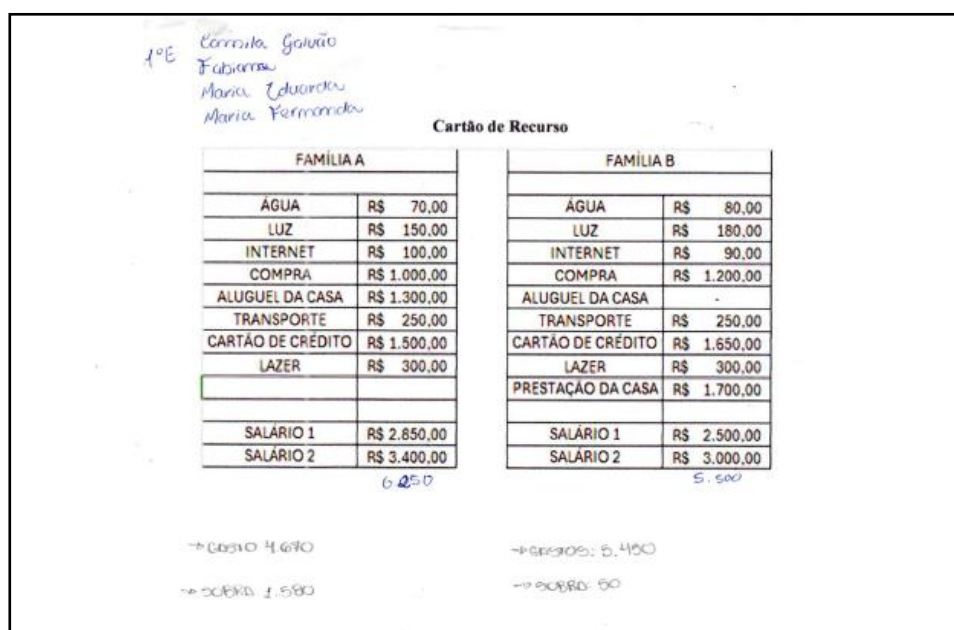 1ºE Camila Galvão
Fabianna
Maria Eduarda
Maria Fernanda
Cartão de Recurso
FAMÍLIA A
ÁGUA R$ 70,00
LUZ R$ 150,00
INTERNET R$ 100,00
COMPRA R$ 1.000,00
ALUGUEL DA CASA R$ 1.300,00
TRANSPORTE R$ 250,00
CARTÃO DE CRÉDITO R$ 1.500,00
LAZER R$ 300,00
SALÁRIO 1 R$ 2.850,00
SALÁRIO 2 R$ 3.400,00
6250
→ GASTO 4.670
→ SOBRA 1.580
FAMÍLIA B
ÁGUA R$ 80,00
LUZ R$ 180,00
INTERNET R$ 90,00
COMPRA R$ 1.200,00
ALUGUEL DA CASA -
TRANSPORTE R$ 250,00
CARTÃO DE CRÉDITO R$ 1.650,00
LAZER R$ 300,00
PRESTAÇÃO DA CASA R$ 1.700,00
SALÁRIO 1 R$ 2.500,00
SALÁRIO 2 R$ 3.000,00
5.500
→ GASTOS: 5.450
→ SOBRA: 50